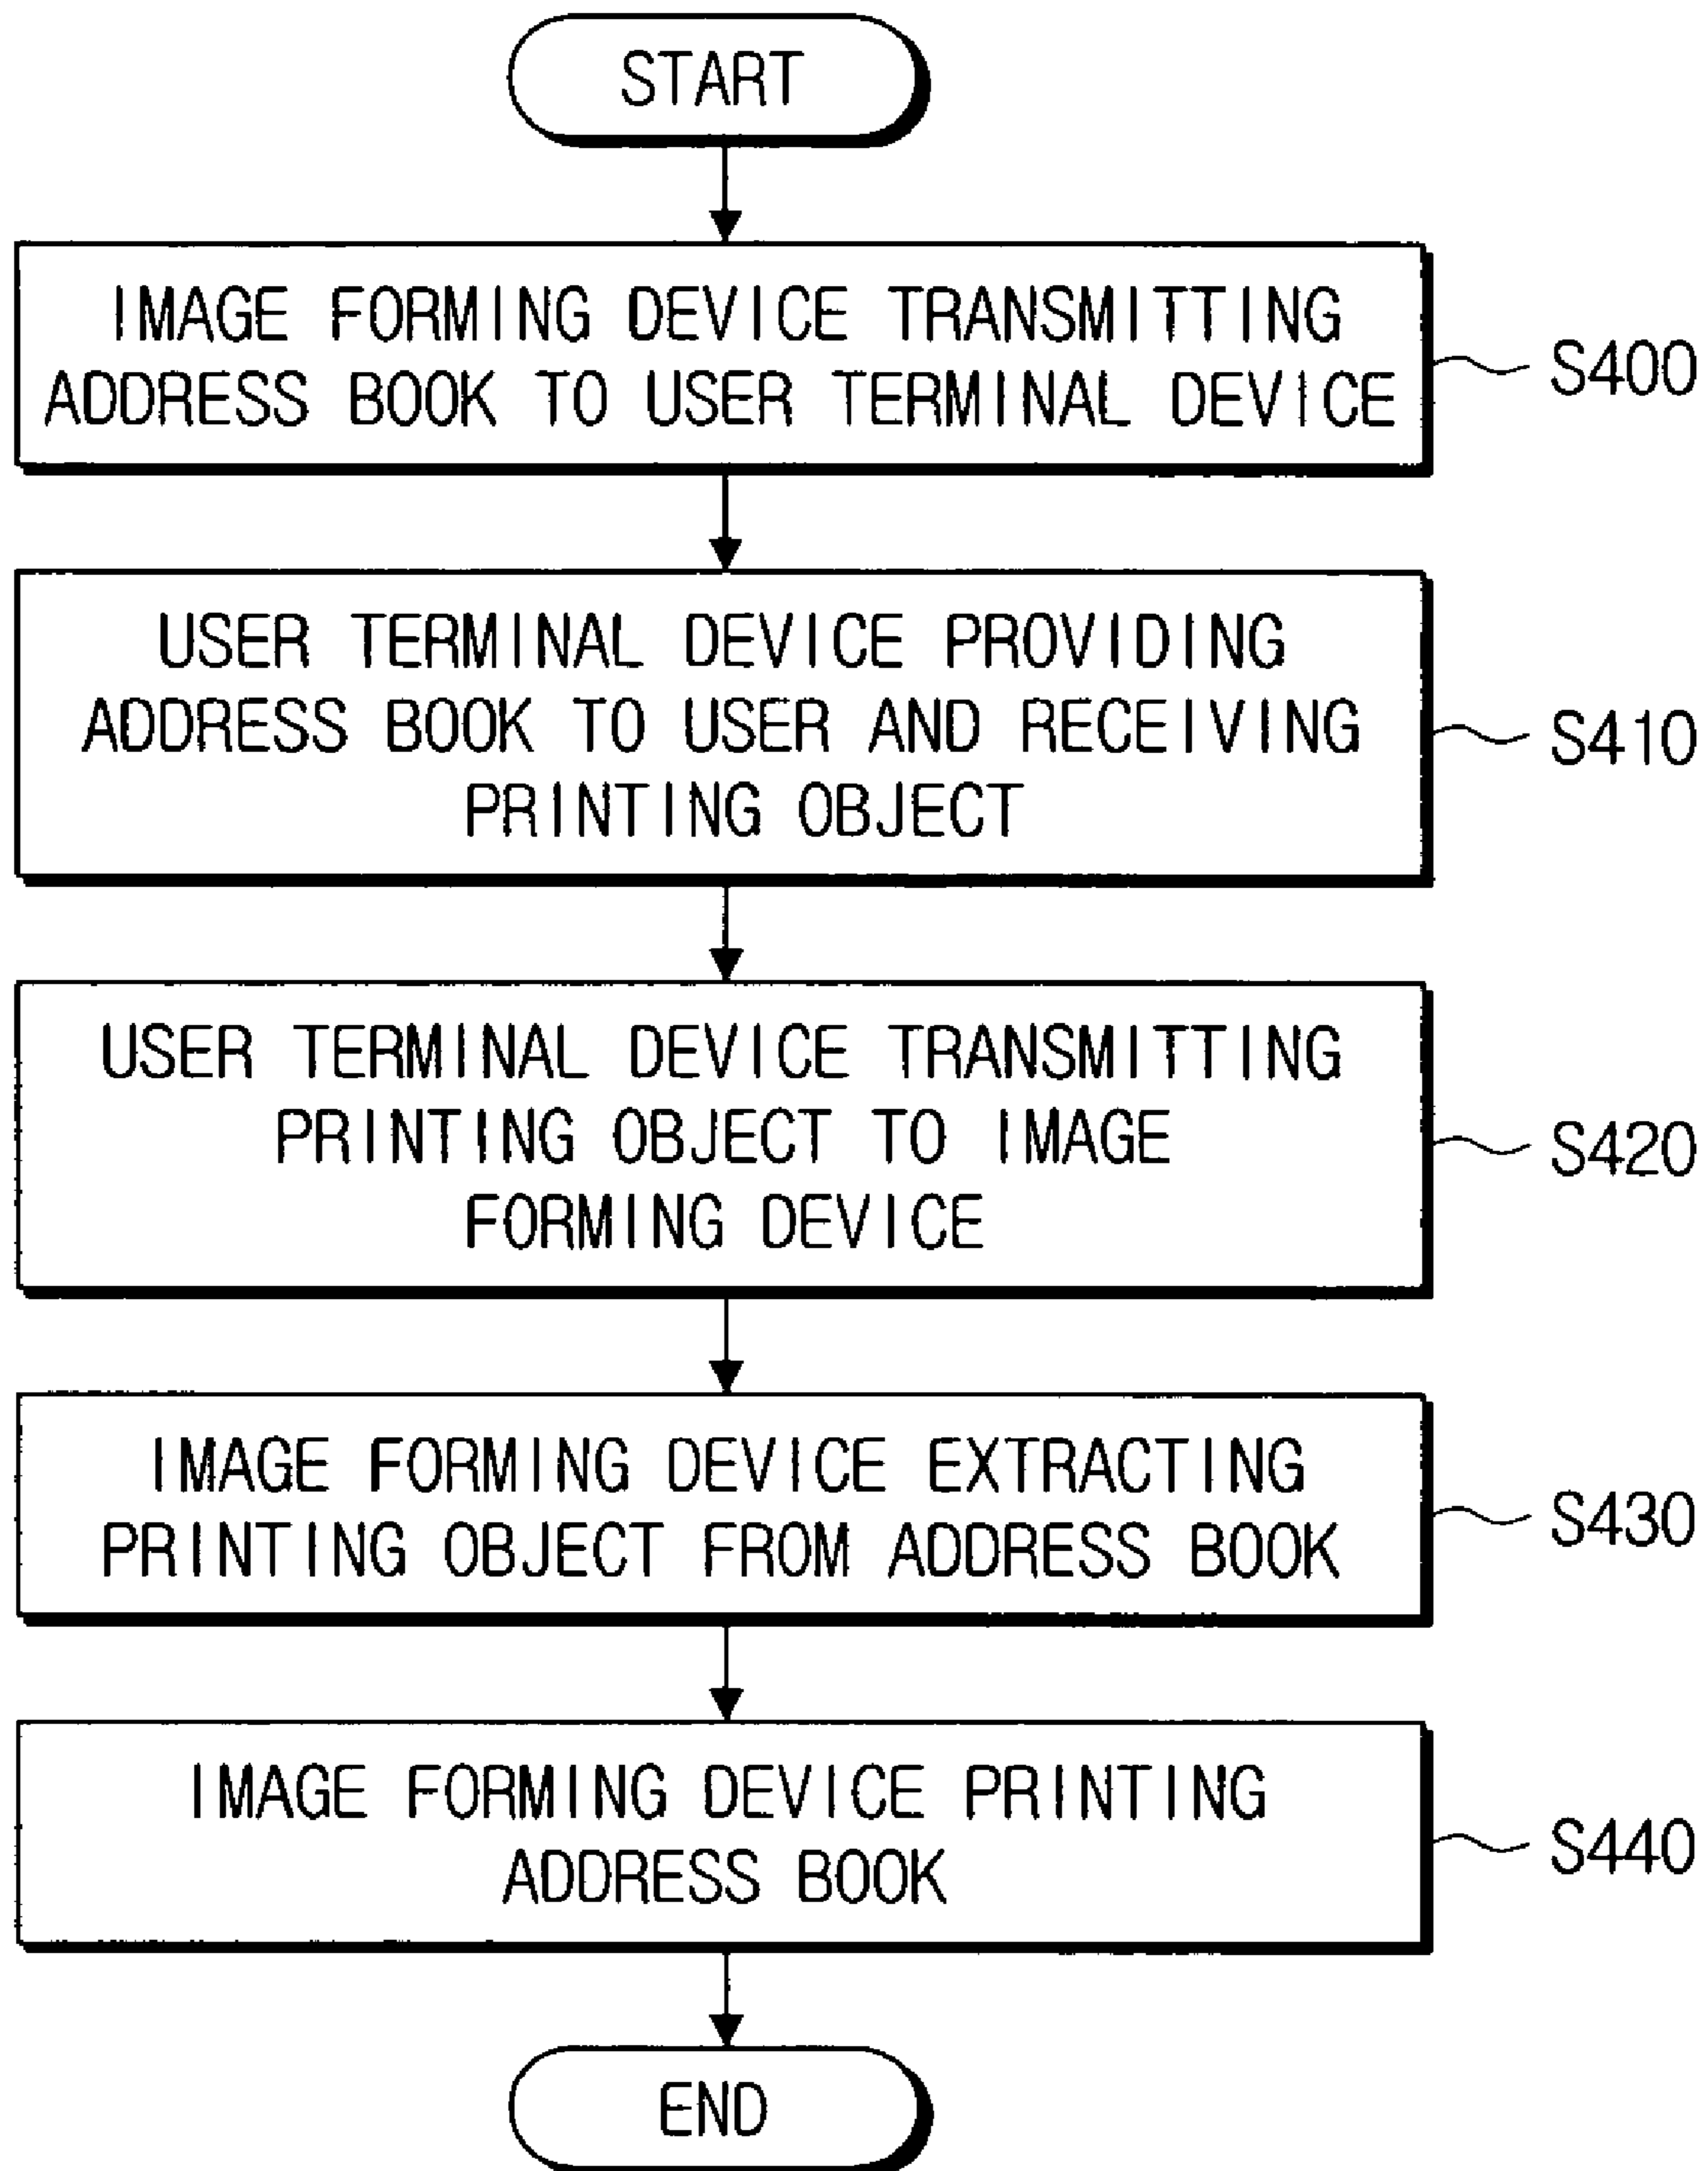 START
IMAGE FORMING DEVICE TRANSMITTING
ADDRESS BOOK TO USER TERMINAL DEVICE
S400
USER TERMINAL DEVICE PROVIDING
ADDRESS BOOK TO USER AND RECEIVING
PRINTING OBJECT
S410
USER TERMINAL DEVICE TRANSMITTING
PRINTING OBJECT TO IMAGE
FORMING DEVICE
S420
IMAGE FORMING DEVICE EXTRACTING
PRINTING OBJECT FROM ADDRESS BOOK
S430
IMAGE FORMING DEVICE PRINTING
ADDRESS BOOK
S440
END